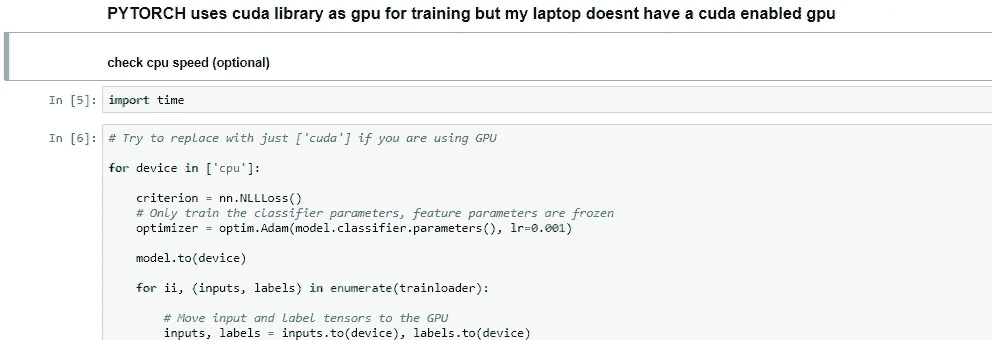 PYTORCH uses cuda library as gpu for training but my laptop doesnt have a cuda enabled gpu
check cpu speed (optional)
In [5]: import time
In [6]: # Try to replace with just ['cuda'] if you are using GPU
for device in ['cpu']:
criterion = nn.NLLLoss()
# Only train the classifier parameters, feature parameters are frozen
optimizer = optim.Adam(model.classifier.parameters(), lr=0.001)
model.to(device)
for ii, (inputs, labels) in enumerate(trainloader):
# Move input and label tensors to the GPU
inputs, labels = inputs.to(device), labels.to(device)